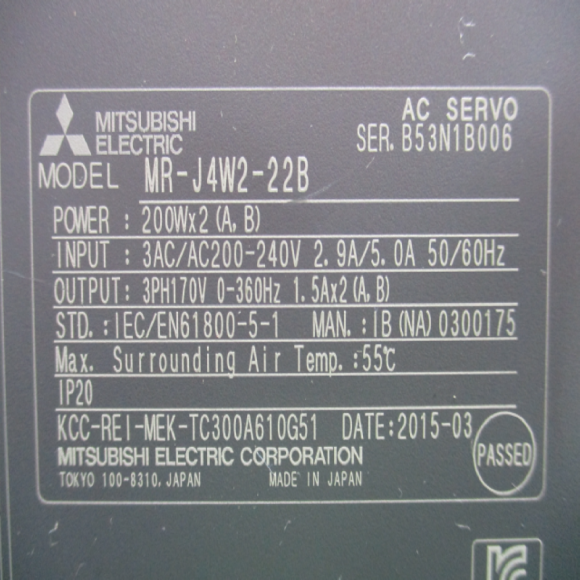 MITSUBISHI
ELECTRIC
AC SERVO
SER. B53N1B006
MODEL MR-J4W2-22B
POWER : 200Wx2 (A, B)
INPUT : 3AC/AC200-240V 2.9A/5.0A 50/60Hz
OUTPUT: 3PH170V 0-360Hz 1.5Ax2 (A, B)
STD. : IEC/EN61800-5-1 MAN. : IB (NA) 0300175
Max. Surrounding Air Temp. : 55℃
IP20
KCC-REI-MEK-TC300A610G51 DATE: 2015-03
MITSUBISHI ELECTRIC CORPORATION
PASSED
TOKYO 100-8310, JAPAN MADE IN JAPAN